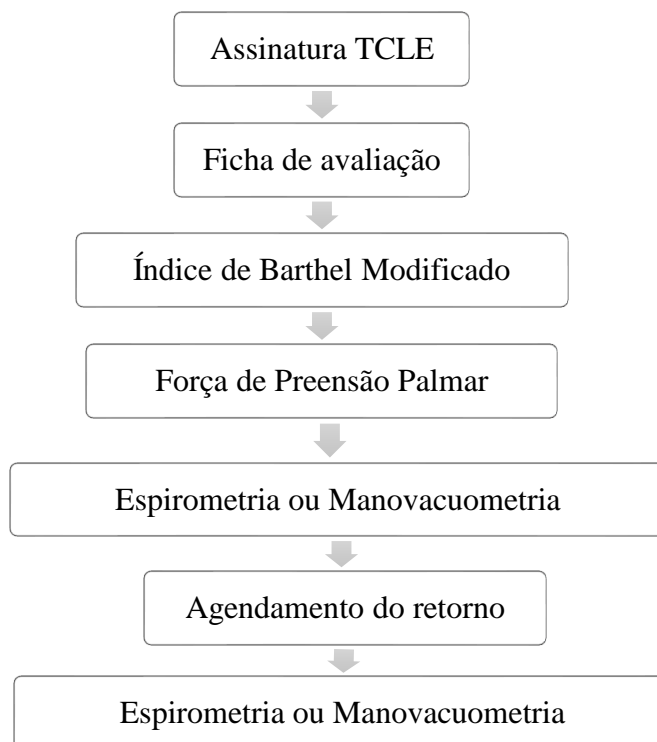 Assinatura TCLE
Ficha de avaliação
Índice de Barthel Modificado
Força de Preensão Palmar
Espirometria ou Manovacuometria
Agendamento do retorno
Espirometria ou Manovacuometria